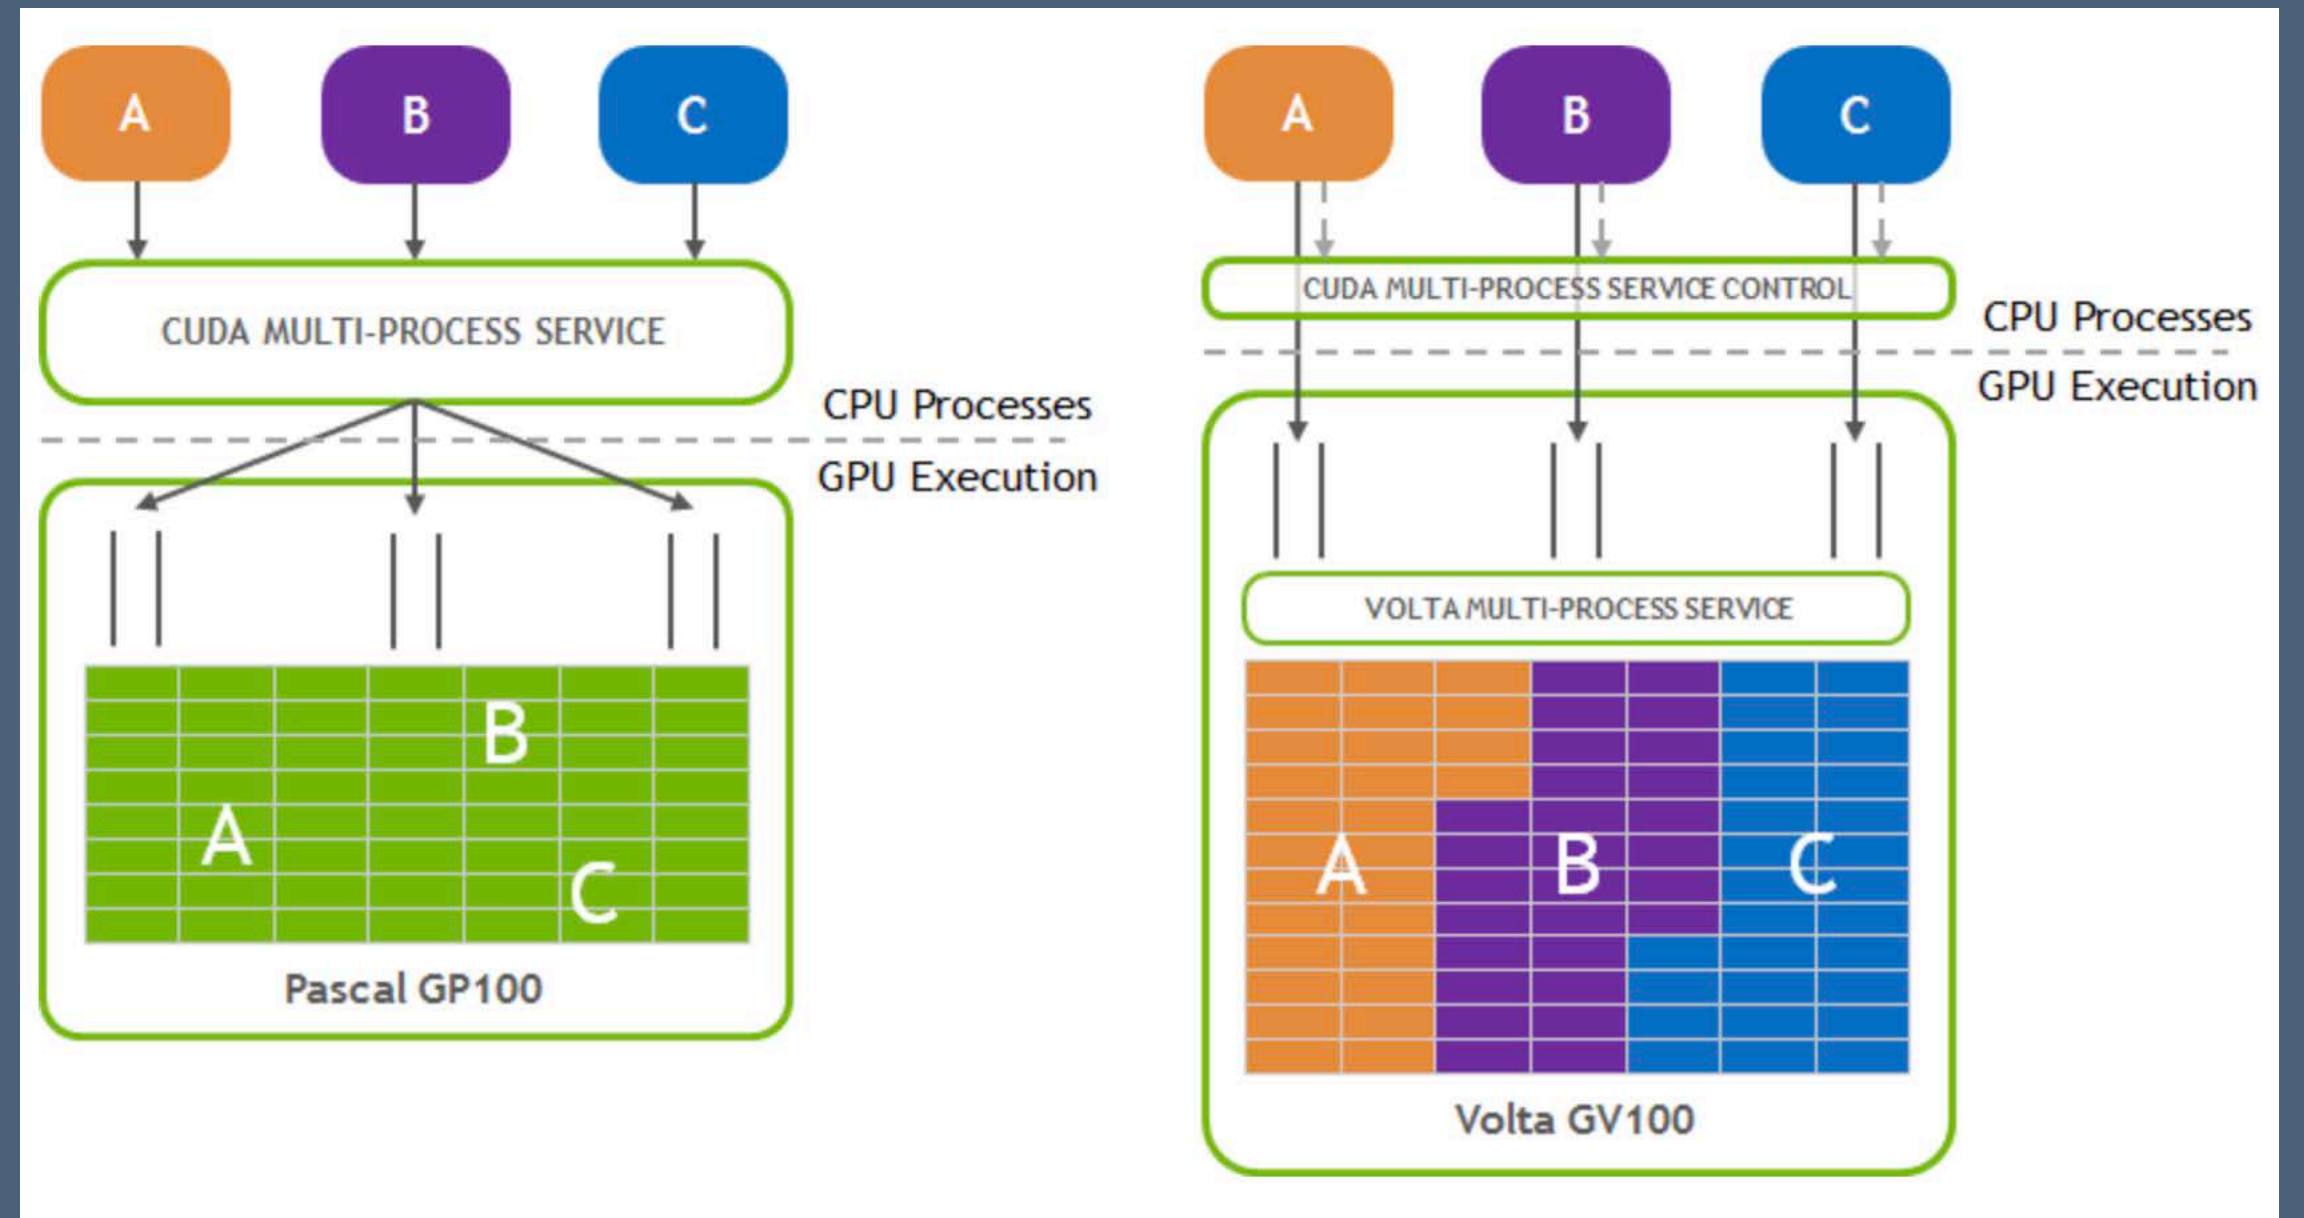 A
B
C
CUDA MULTI-PROCESS SERVICE
CPU Processes
GPU Execution
B
A
C
Pascal GP100
A
B
C
CUDA MULTI-PROCESS SERVICE CONTROL
CPU Processes
GPU Execution
VOLTA MULTI-PROCESS SERVICE
A
B
C
Volta GV100